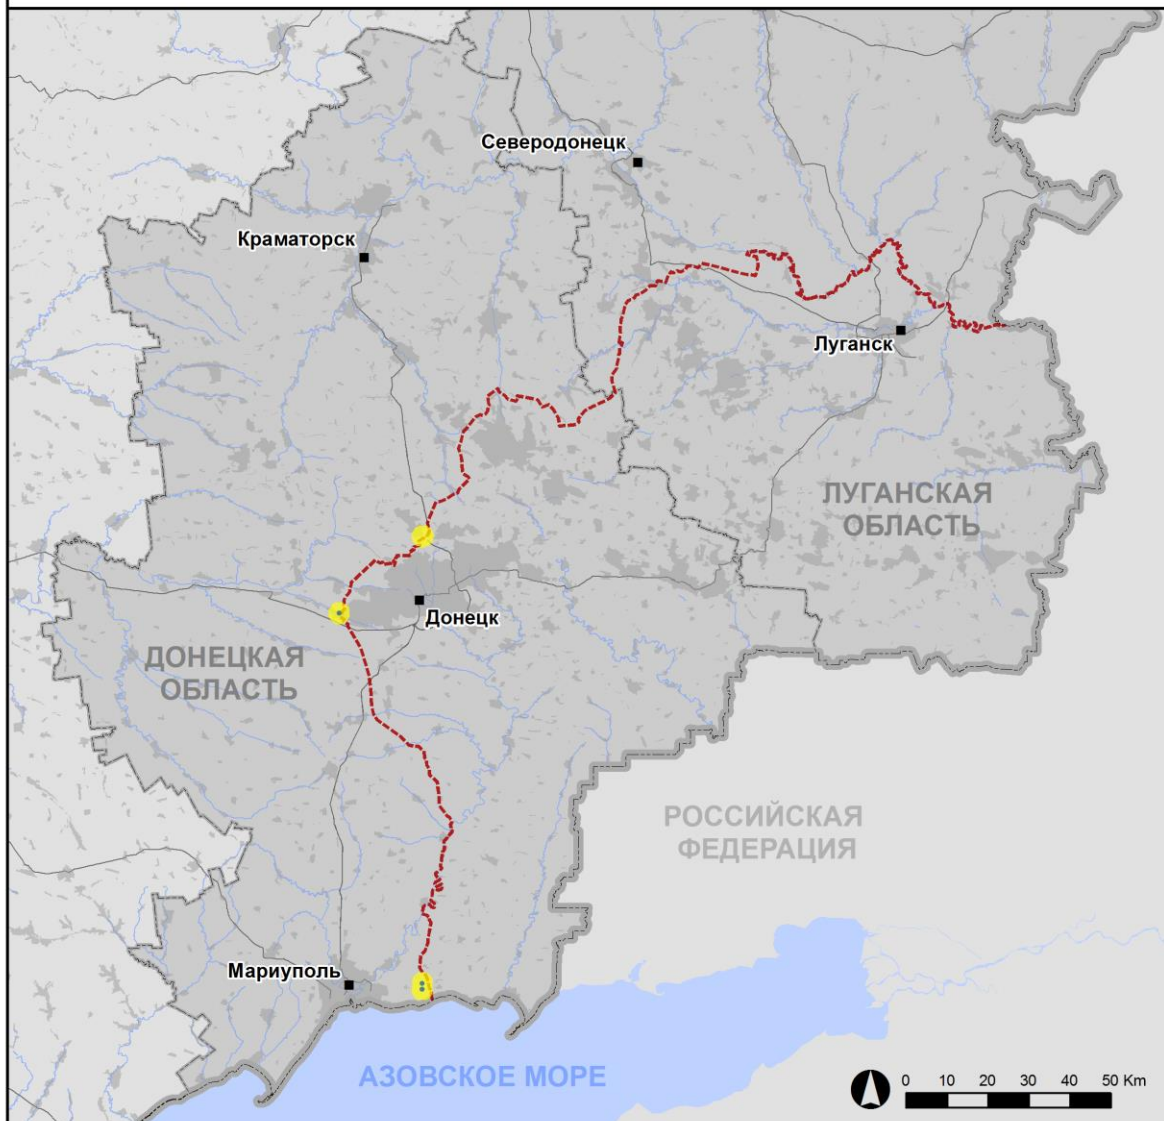 Северодонецк
Краматорск
Луганск
ЛУГАНСКАЯ
ОБЛАСТЬ
Донецк
ДОНЕЦКАЯ
ОБЛАСТЬ
РОССИЙСКАЯ
ФЕДЕРАЦИЯ
Мариуполь
АЗОВСКОЕ МОРЕ
0 10 20 30 40 50 Km